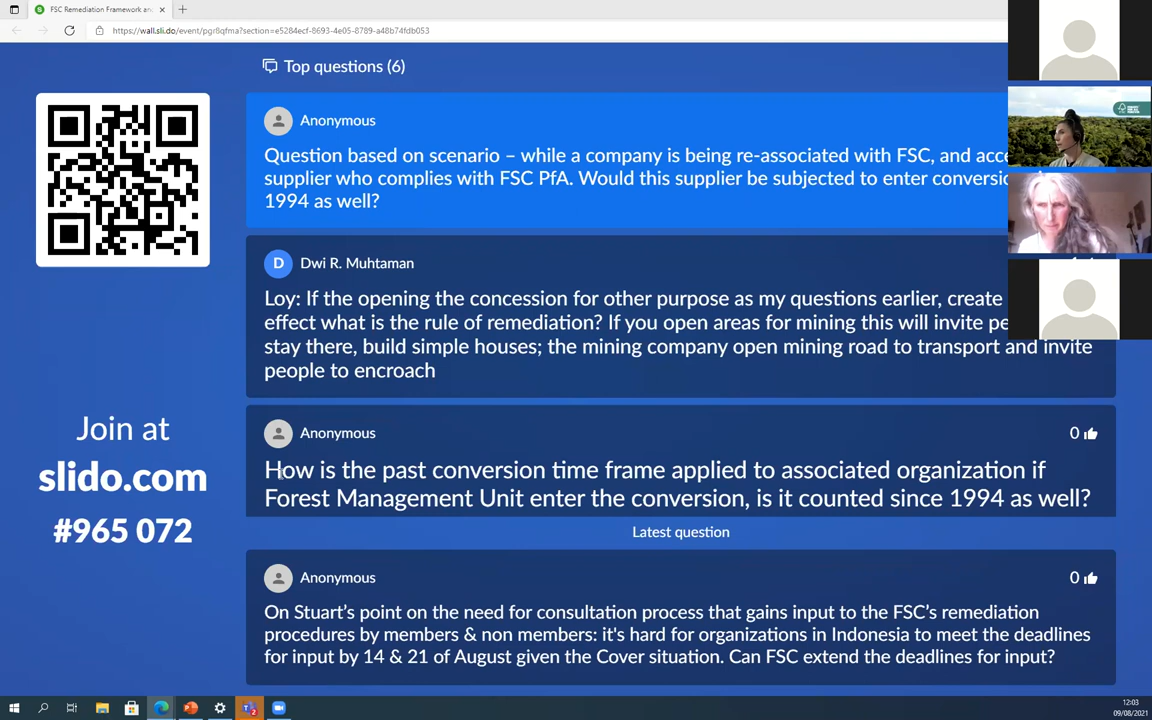 FSC Remediation Framework an
https://wall.sli.do/event/pgr8qfma?section=e5284ecf-8693-4e05-8789-a48b74fdb053
Top questions (6)
Anonymous
Question based on scenario – while a company is being re-associated with FSC, and acc
supplier who complies with FSC PfA. Would this supplier be subjected to enter conversi
1994 as well?
D
Dwi R. Muhtaman
Loy: If the opening the concession for other purpose as my questions earlier, create
effect what is the rule of remediation? If you open areas for mining this will invite pe
stay there, build simple houses; the mining company open mining road to transport and invite
people to encroach
Anonymous
0
How is the past conversion time frame applied to associated organization if
Forest Management Unit enter the conversion, is it counted since 1994 as well?
Latest question
Anonymous
0
On Stuart's point on the need for consultation process that gains input to the FSC's remediation
procedures by members & non members: it's hard for organizations in Indonesia to meet the deadlines
for input by 14 & 21 of August given the Cover situation. Can FSC extend the deadlines for input?
Join at
slido.com
#965 072
12:03
09/08/2021